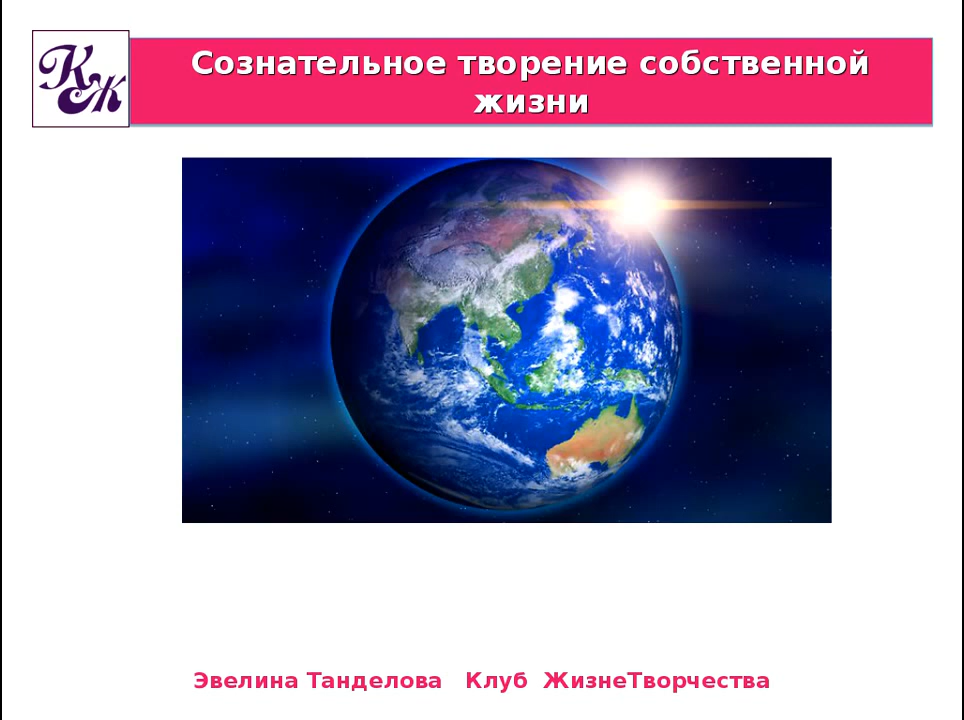 КЖ
Сознательное творение собственной
жизни
Эвелина Танделова Клуб ЖизнеТворчества